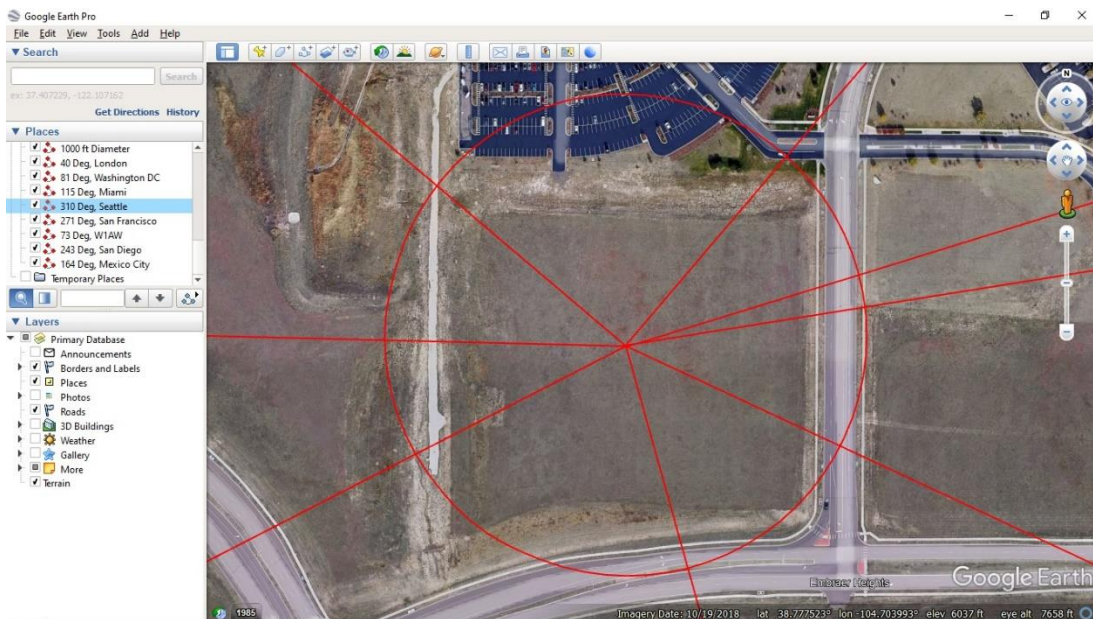 Google Earth Pro
File Edit View Tools Add Help
▼ Search
Search
ex: 37.407229, -122.107162
Get Directions History
▼ Places
1000 ft Diameter
40 Deg, London
81 Deg, Washington DC
115 Deg, Miami
310 Deg, Seattle
271 Deg, San Francisco
73 Deg, W1AW
243 Deg, San Diego
164 Deg, Mexico City
Temporary Places
▼ Layers
Primary Database
Announcements
Borders and Labels
Places
Photos
Roads
3D Buildings
Weather
Gallery
More
Terrain
N
Embraer Heights
Google Earth
1985
Imagery Date: 10/19/2018 lat 38.777523° lon -104.703993° elev 6037 ft eye alt 7658 ft